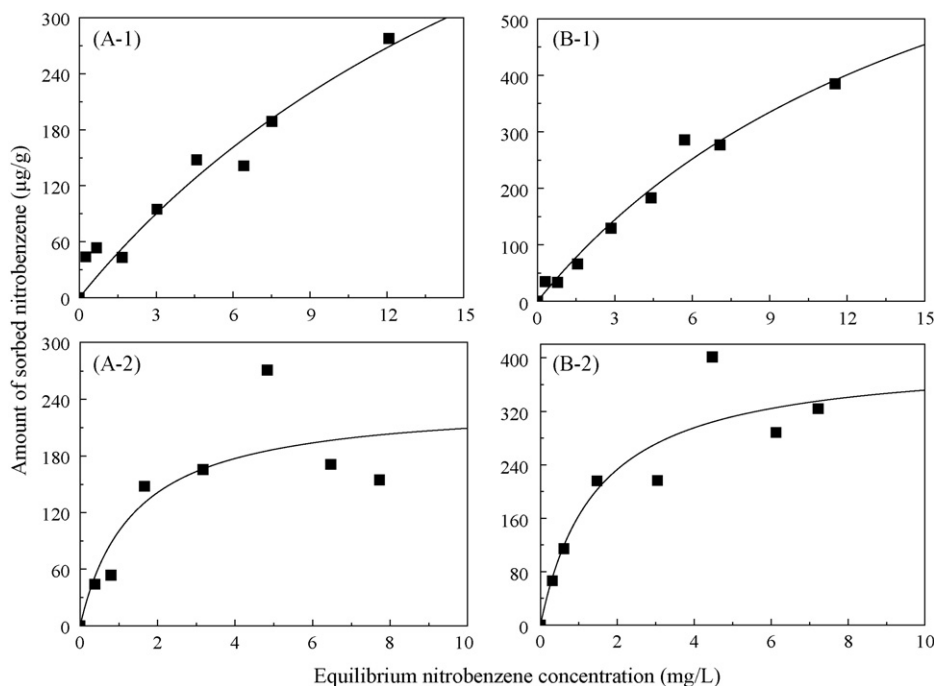 (A-1)
300
240
180
120
60
0
0 3 6 9 12 15
(B-1)
500
400
300
200
100
0
0 3 6 9 12 15
(A-2)
300
240
180
120
60
0
0 2 4 6 8 10
(B-2)
400
320
240
160
80
0
0 2 4 6 8 10
Amount of sorbed nitrobenzene (µg/g)
Equilibrium nitrobenzene concentration (mg/L)